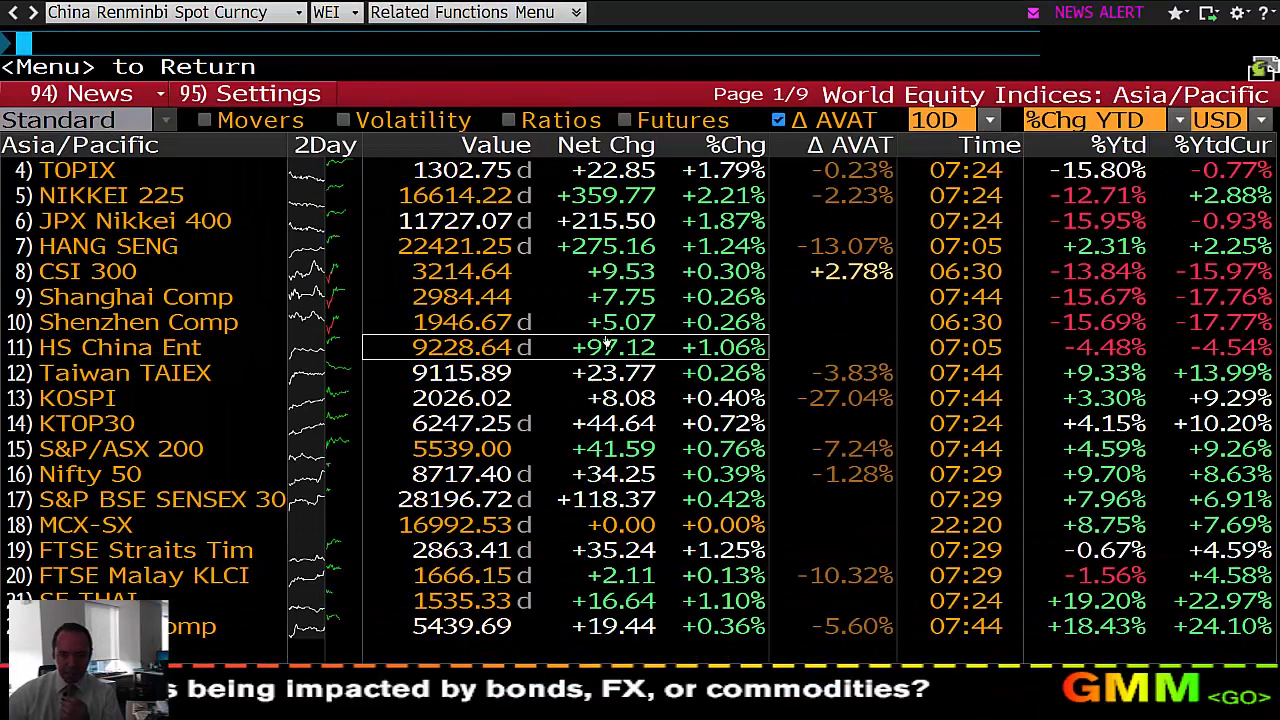 China Renminbi Spot Curncy WEI Related Functions Menu NEWS ALERT ?
<Menu> to Return
94) News 95) Settings Page 1/9 World Equity Indices: Asia/Pacific
Standard Movers Volatility Ratios Futures Δ AVAT 10D %Chg YTD USD
Asia/Pacific 2Day Value Net Chg %Chg Δ AVAT Time %Ytd %YtdCur
4) TOPIX 1302.75 d +22.85 +1.79% -0.23% 07:24 -15.80% -0.77%
5) NIKKEI 225 16614.22 d +359.77 +2.21% -2.23% 07:24 -12.71% +2.88%
6) JPX Nikkei 400 11727.07 d +215.50 +1.87% 07:24 -15.95% -0.93%
7) HANG SENG 22421.25 d +275.16 +1.24% -13.07% 07:05 +2.31% +2.25%
8) CSI 300 3214.64 +9.53 +0.30% +2.78% 06:30 -13.84% -15.97%
9) Shanghai Comp 2984.44 +7.75 +0.26% 07:44 -15.67% -17.76%
10) Shenzhen Comp 1946.67 d +5.07 +0.26% 06:30 -15.69% -17.77%
11) HS China Ent 9228.64 d +97.12 +1.06% 07:05 -4.48% -4.54%
12) Taiwan TAIEX 9115.89 +23.77 +0.26% -3.83% 07:44 +9.33% +13.99%
13) KOSPI 2026.02 +8.08 +0.40% -27.04% 07:44 +3.30% +9.29%
14) KTOP30 6247.25 d +44.64 +0.72% 07:44 +4.15% +10.20%
15) S&P/ASX 200 5539.00 +41.59 +0.76% -7.24% 07:44 +4.59% +9.26%
16) Nifty 50 8717.40 d +34.25 +0.39% -1.28% 07:29 +9.70% +8.63%
17) S&P BSE SENSEX 30 28196.72 d +118.37 +0.42% 07:29 +7.96% +6.91%
18) MCX-SX 16992.53 d +0.00 +0.00% 22:20 +8.75% +7.69%
19) FTSE Straits Tim 2863.41 d +35.24 +1.25% 07:29 -0.67% +4.59%
20) FTSE Malay KLCI 1666.15 d +2.11 +0.13% -10.32% 07:29 -1.56% +4.58%
1535.33 d +16.64 +1.10% 07:24 +19.20% +22.97%
omp 5439.69 +19.44 +0.36% -5.60% 07:44 +18.43% +24.10%
s being impacted by bonds, FX, or commodities? GMM <GO>